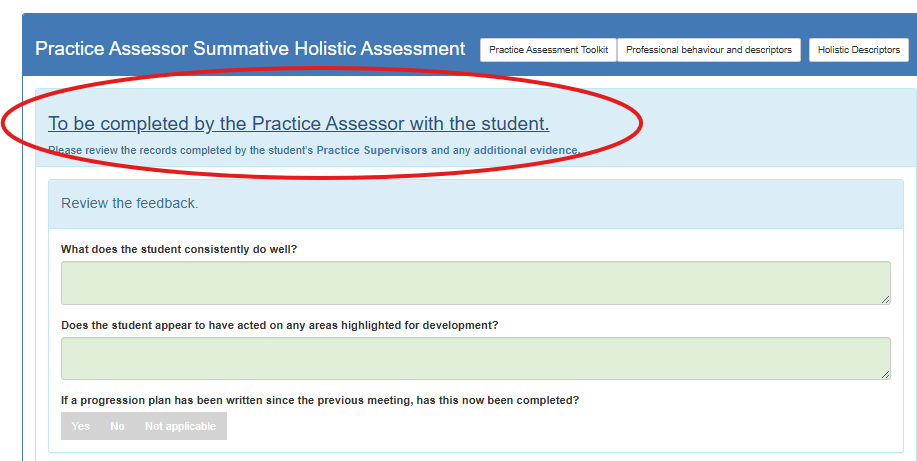 Practice Assessor Summative Holistic Assessment Practice Assessment Toolkit Professional behaviour and descriptors Holistic Descriptors
To be completed by the Practice Assessor with the student.
Please review the records completed by the student's Practice Supervisors and any additional evidence.
Review the feedback.
What does the student consistently do well?
Does the student appear to have acted on any areas highlighted for development?
If a progression plan has been written since the previous meeting, has this now been completed?
Yes No Not applicable